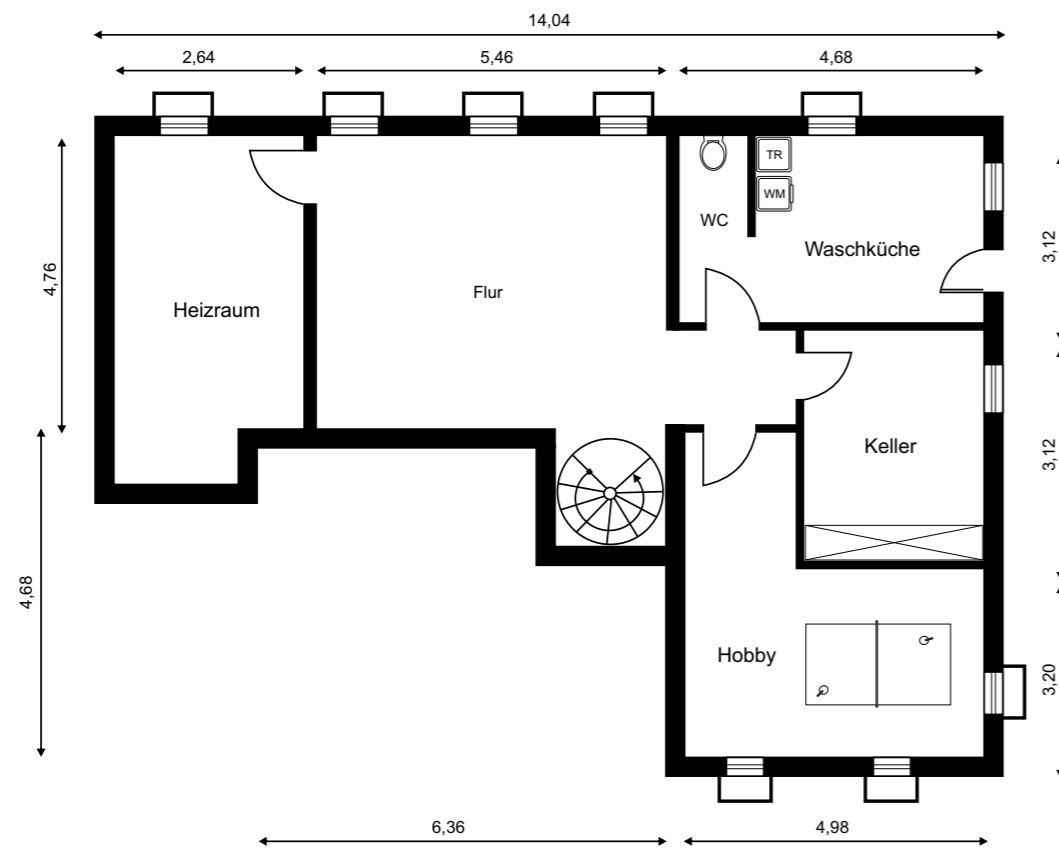 14,04
2,64
5,46
4,68
TR
WM
WC
Waschküche
3,12
4,76
Flur
Heizraum
Keller
3,12
4,68
Hobby
3,20
6,36
4,98